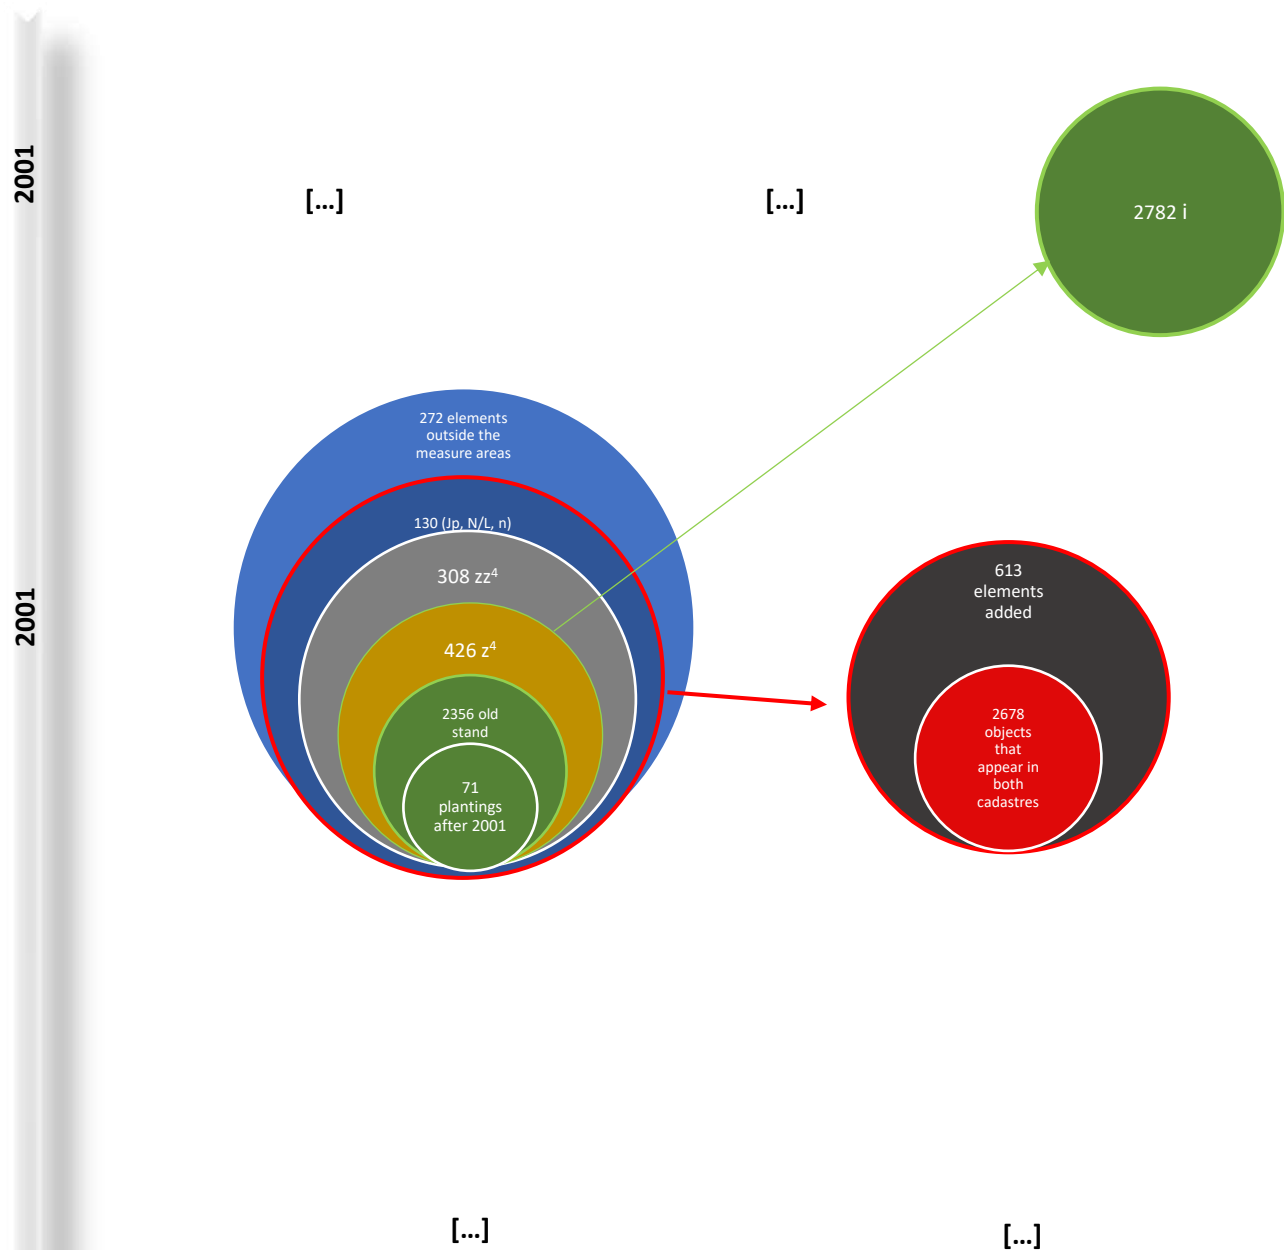 2001
[…]
[…]
2782 i
272 elements
outside the
measure areas
130 (Jp, N/L, n)
308 zz⁴
426 z⁴
2356 old
stand
71
plantings
after 2001
2001
613
elements
added
2678
objects
that
appear in
both
cadastres
[…]
[…]